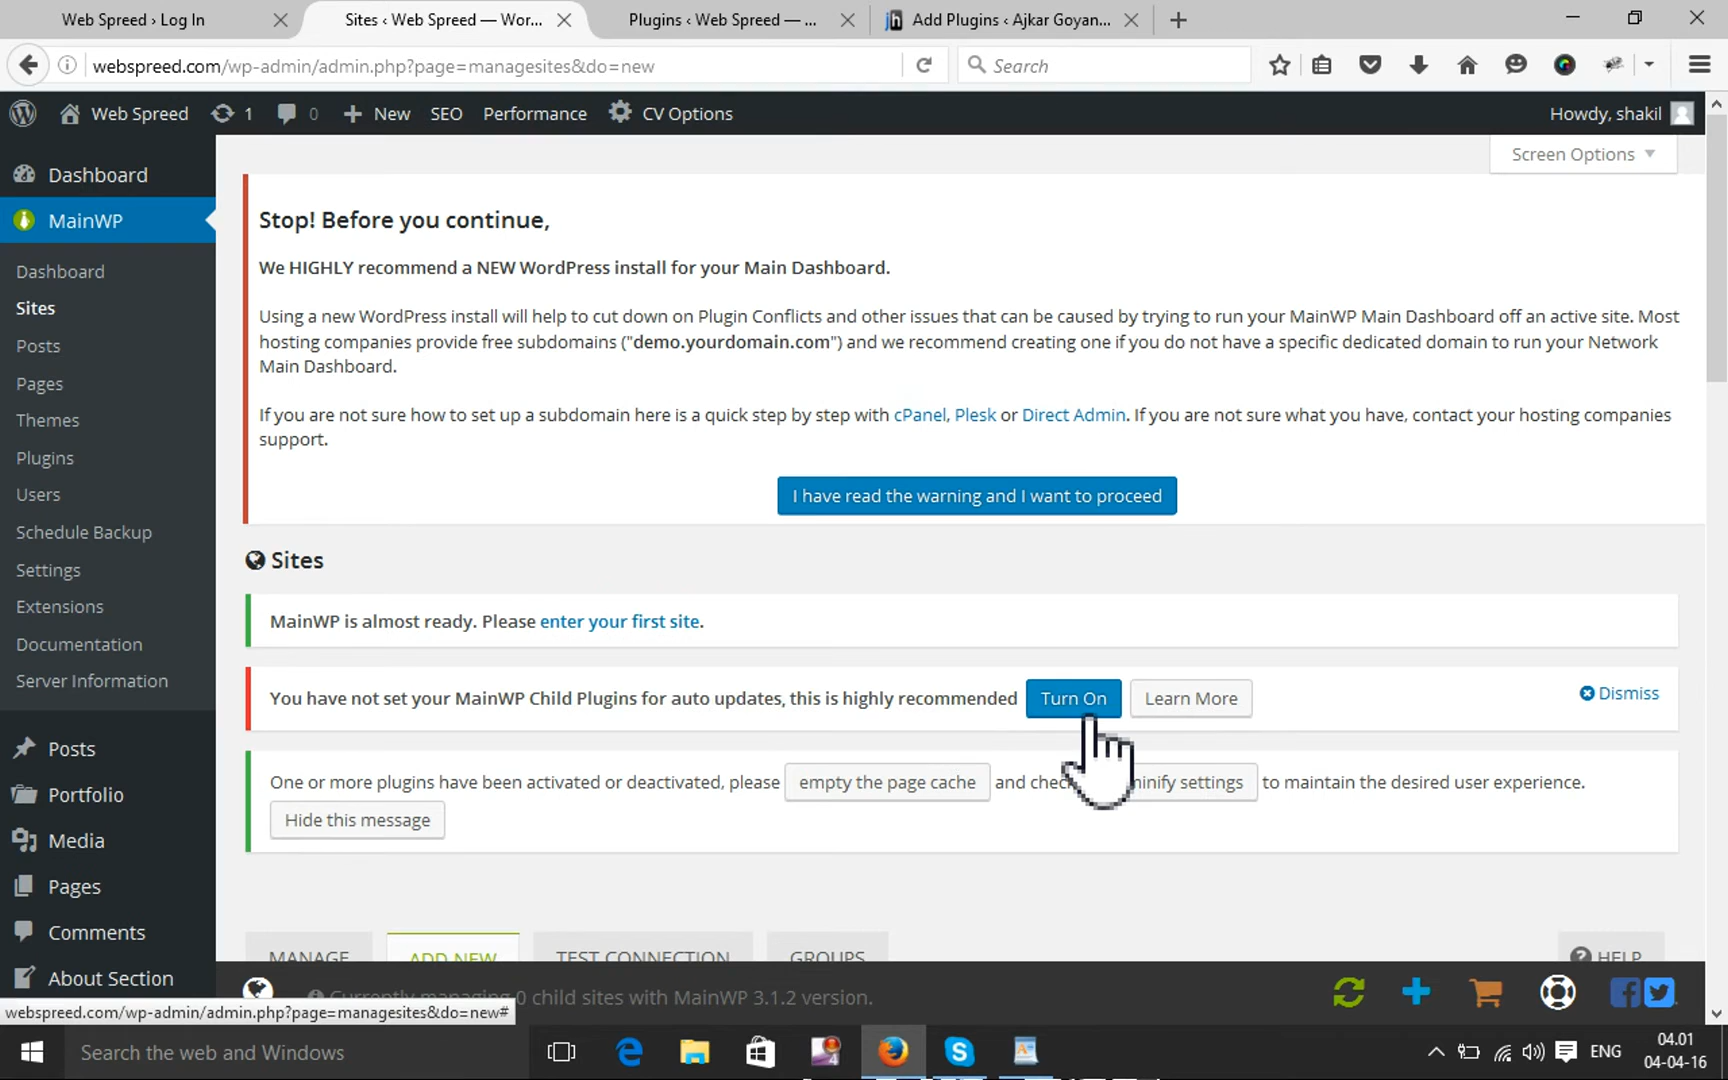 Web Spreed › Log In
Sites ‹ Web Spreed — Wor...
Plugins ‹ Web Spreed — ...
jh Add Plugins ‹ Ajkar Goyan...
webspreed.com/wp-admin/admin.php?page=managesites&do=new
Search
Web Spreed 1 0 New SEO Performance CV Options
Howdy, shakil
Screen Options
Dashboard
MainWP
Dashboard
Sites
Posts
Pages
Themes
Plugins
Users
Schedule Backup
Settings
Extensions
Documentation
Server Information
Posts
Portfolio
Media
Pages
Comments
About Section
Stop! Before you continue,
We HIGHLY recommend a NEW WordPress install for your Main Dashboard.
Using a new WordPress install will help to cut down on Plugin Conflicts and other issues that can be caused by trying to run your MainWP Main Dashboard off an active site. Most
hosting companies provide free subdomains ("demo.yourdomain.com") and we recommend creating one if you do not have a specific dedicated domain to run your Network
Main Dashboard.
If you are not sure how to set up a subdomain here is a quick step by step with cPanel, Plesk or Direct Admin. If you are not sure what you have, contact your hosting companies
support.
I have read the warning and I want to proceed
Sites
MainWP is almost ready. Please enter your first site.
You have not set your MainWP Child Plugins for auto updates, this is highly recommended Turn On Learn More
Dismiss
One or more plugins have been activated or deactivated, please empty the page cache and check minify settings to maintain the desired user experience.
Hide this message
MANAGE ADD NEW TEST CONNECTION GROUPS
HELP
Currently managing 0 child sites with MainWP 3.1.2 version.
webspreed.com/wp-admin/admin.php?page=managesites&do=new#
Search the web and Windows
ENG
04.01
04-04-16